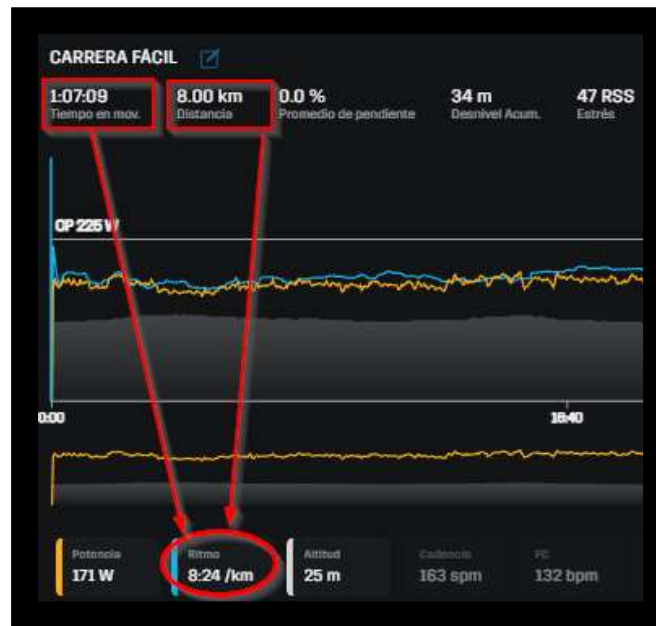 CARRERA FÁCIL
1:07:09 8.00 km 0.0 % 34 m 47 RSS
Tiempo en mov. Distancia Promedio de pendiente Desnivel Acum. Estrés
CP 225 W
0:00 16:40
Potencia Ritmo Altitud Cadencia FC
171 W 8:24 /km 25 m 163 spm 132 bpm